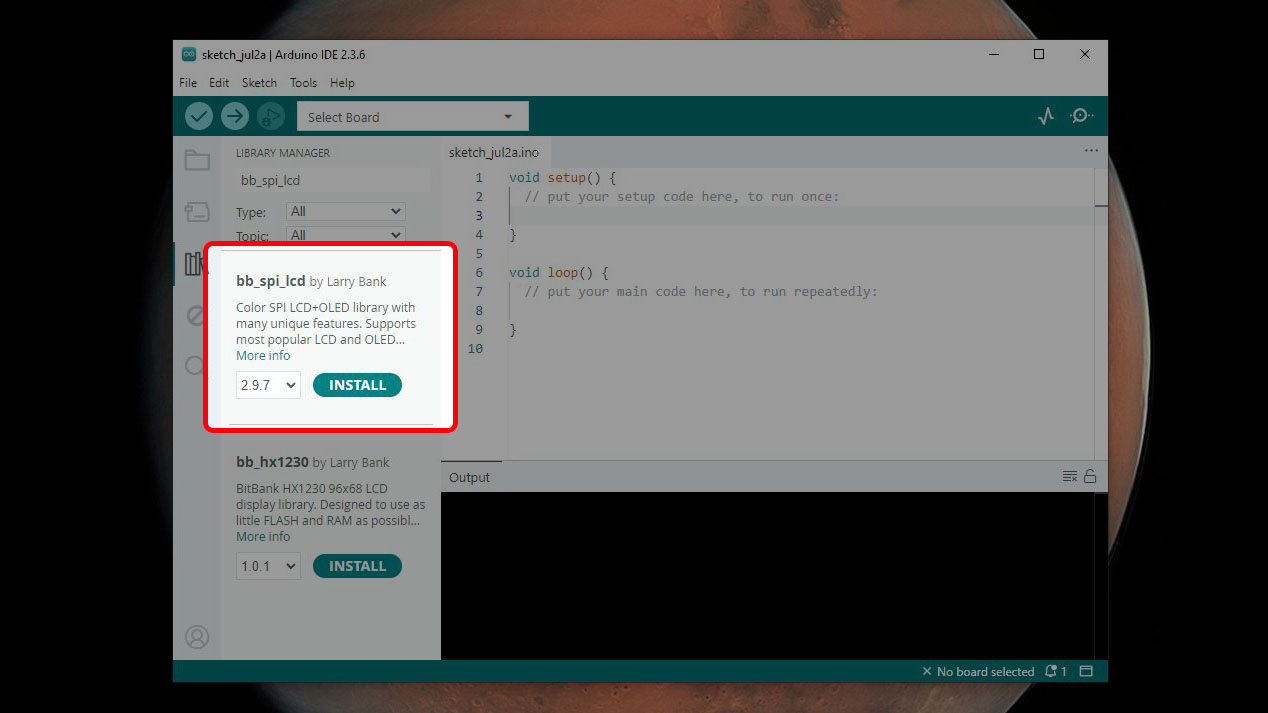 sketch_jul2a | Arduino IDE 2.3.6
File Edit Sketch Tools Help
Select Board
LIBRARY MANAGER
bb_spi_lcd
Type: All
Topic: All
bb_spi_lcd by Larry Bank
Color SPI LCD+OLED library with
many unique features. Supports
most popular LCD and OLED...
More info
2.9.7 INSTALL
bb_hx1230 by Larry Bank
BitBank HX1230 96x68 LCD
display library. Designed to use as
little FLASH and RAM as possibl...
More info
1.0.1 INSTALL
sketch_jul2a.ino
1 void setup() {
2 // put your setup code here, to run once:
3
4 }
5
6 void loop() {
7 // put your main code here, to run repeatedly:
8
9 }
10
Output
No board selected 1